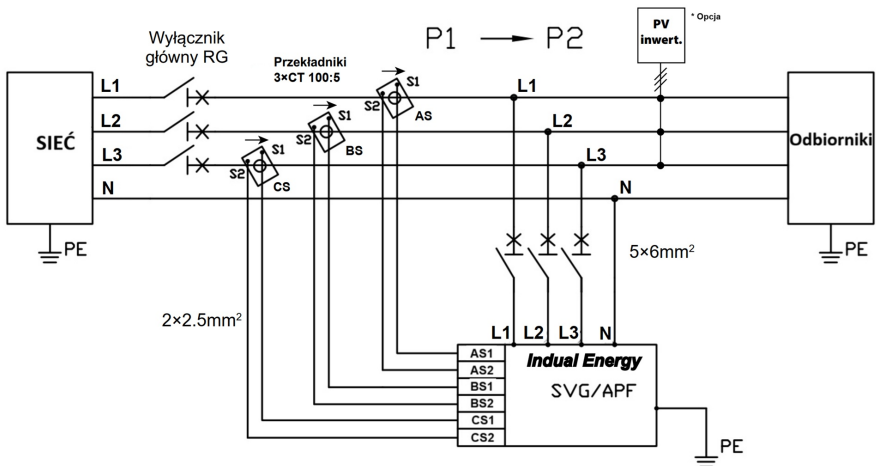 P1 P2
PV
inwert.
* Opcja
Wyłącznik
główny RG
Przekładniki
3×CT 100:5
SIEĆ
L1
L2
L3
N
PE
S1
S2
AS
S1
S2
BS
S1
S2
CS
L1
L2
L3
N
Odbiorniki
PE
5×6mm²
2×2.5mm²
L1 L2 L3 N
AS1
AS2
BS1
BS2
CS1
CS2
Indual Energy
SVG/APF
PE